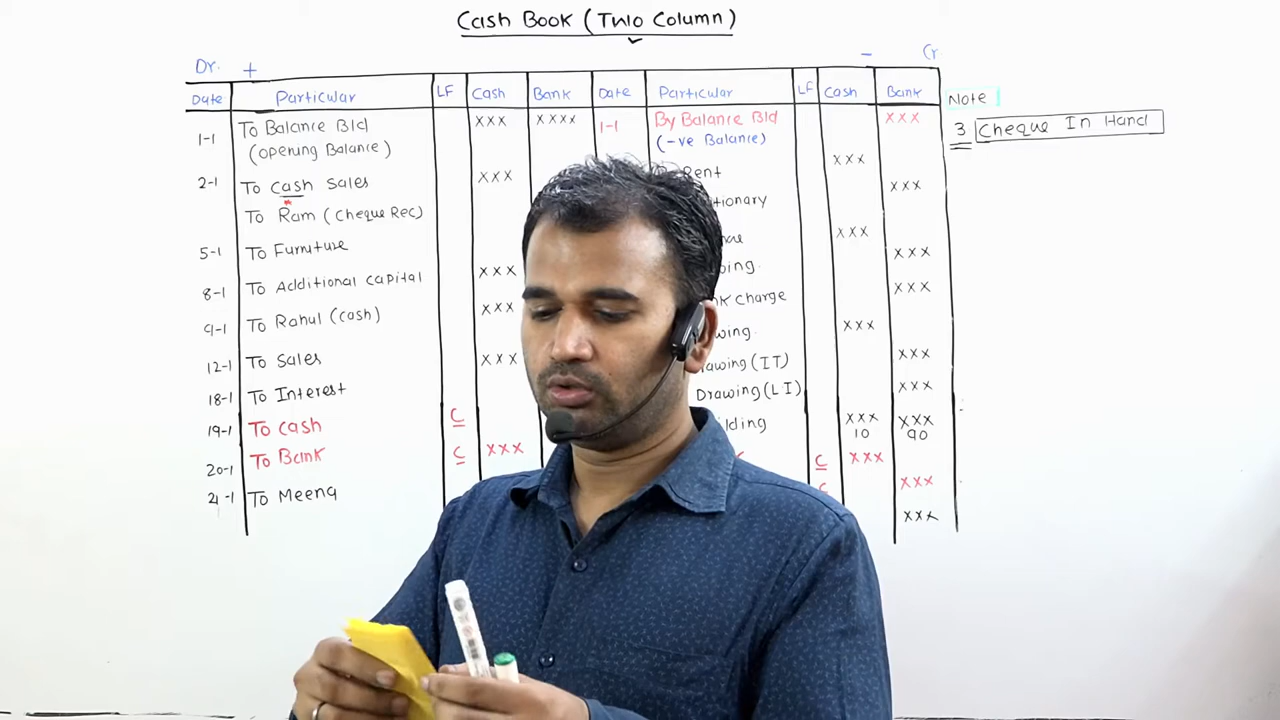 Cash Book (Two Column)
Dr. + - Cr
Date Particular LF Cash Bank Date Particular LF Cash Bank
Note
3 Cheque In Hand
1-1 To Balance Bld xxx xxxx 1-1 By Balance Bld xxx
(opening Balance) (-ve Balance)
xxx
2-1 To cash Sales xxx Rent
xxx
To Ram (Cheque Rec)
xxx
5-1 To Furniture
xxx
8-1 To Additional capital xxx
xxx
9-1 To Rahul (cash) xxx Charge
xxx
12-1 To Sales xxx (IT) xxx
18-1 To Interest Drawing (L I) xxx
19-1 To Cash C xxx xxx
10 90
20-1 To Bank C xxx C xxx
21-1 To Meena C xxx
xxx